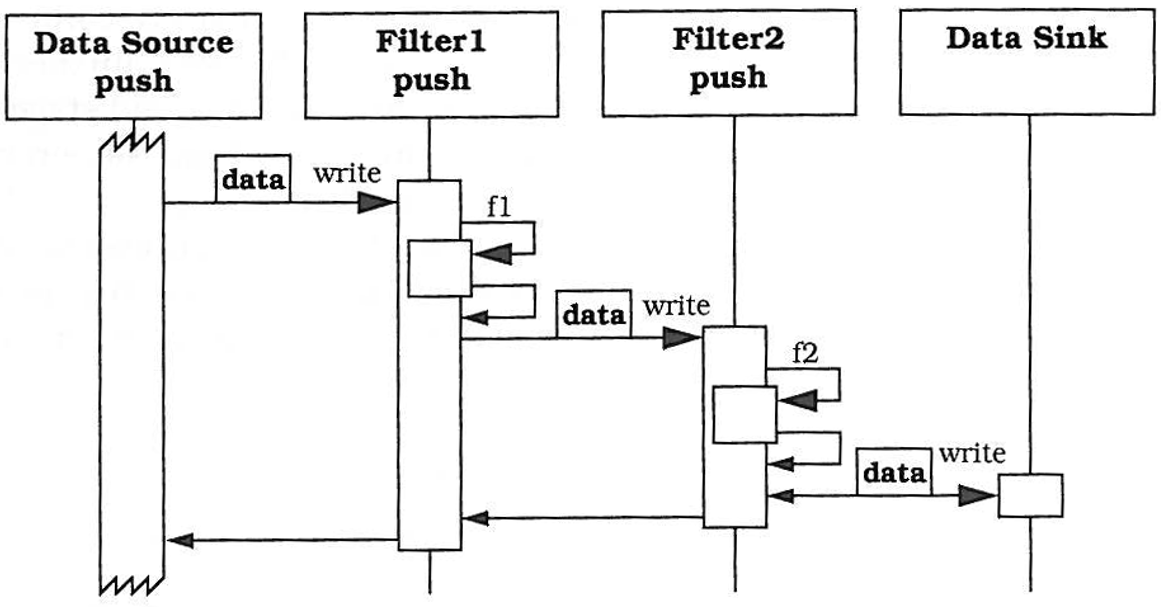 Data Source
push
Filter1
push
Filter2
push
Data Sink
data
write
f1
data
write
f2
data
write